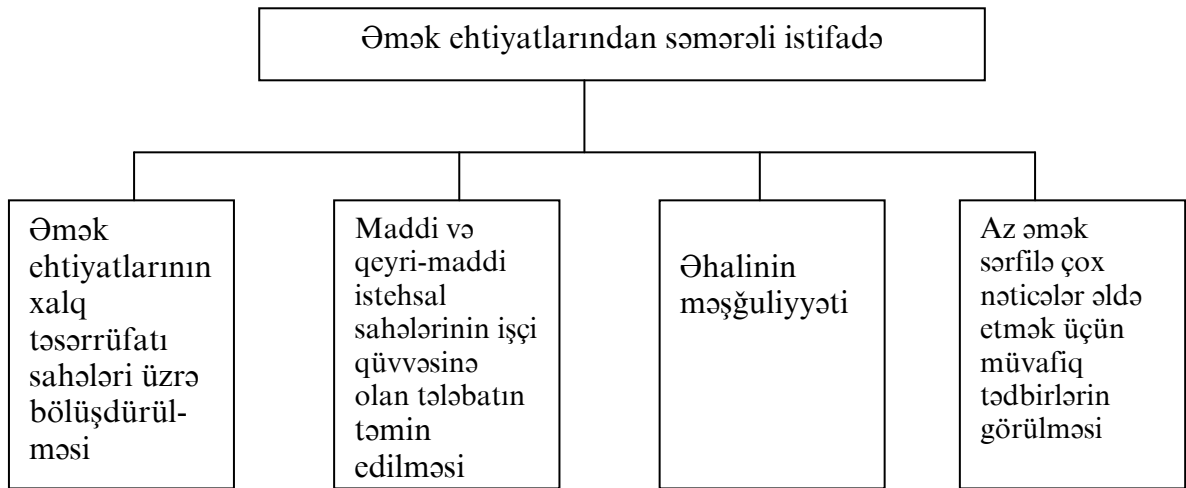 Əmək ehtiyatlarından səmərəli istifadə
Əmək
ehtiyatlarının
xalq
təsərrüfatı
sahələri üzrə
bölüşdürül-
məsi
Maddi və
qeyri-maddi
istehsal
sahələrinin işçi
qüvvəsinə
olan tələbatın
təmin
edilməsi
Əhalinin
məşğuliyyəti
Az əmək
sərfilə çox
nəticələr əldə
etmək üçün
müvafiq
tədbirlərin
görülməsi